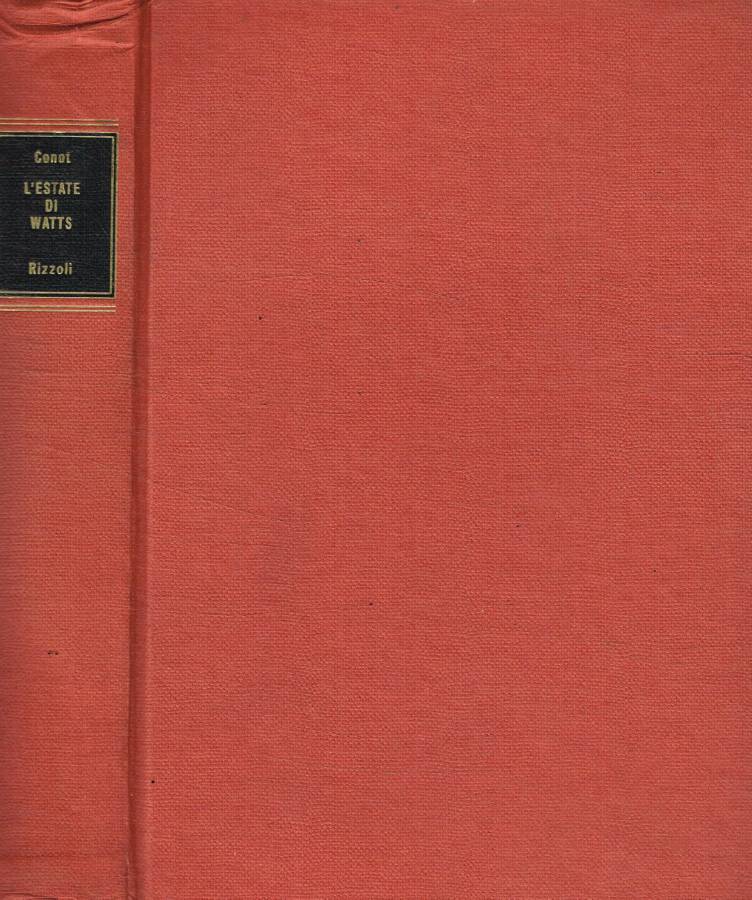 Conot
L'ESTATE
DI
WATTS
Rizzoli